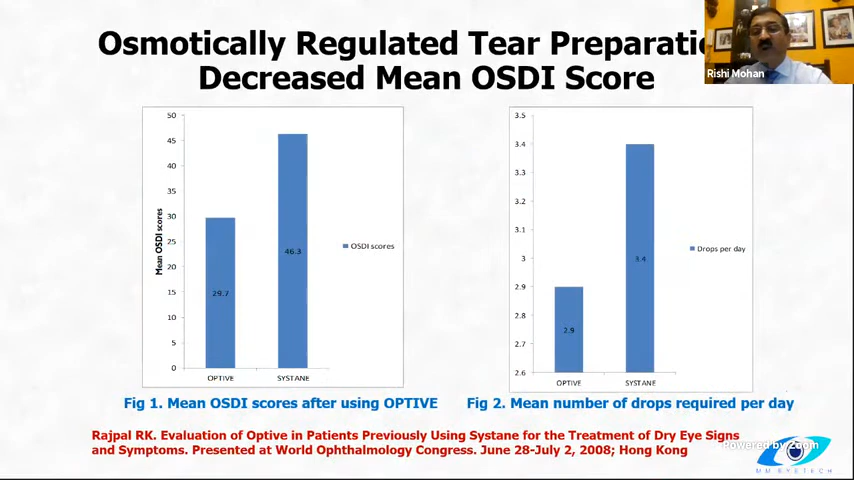 Osmotically Regulated Tear Preparatio
Decreased Mean OSDI Score
Rishi Mohan
50
45
40
35
30
25
20
15
10
5
0
Mean OSDI scores
29.7
46.3
OPTIVE
SYSTANE
OSDI scores
3.5
3.4
3.3
3.2
3.1
3
2.9
2.8
2.7
2.6
2.9
3.4
OPTIVE
SYSTANE
Drops per day
Fig 1. Mean OSDI scores after using OPTIVE
Fig 2. Mean number of drops required per day
Rajpal RK. Evaluation of Optive in Patients Previously Using Systane for the Treatment of Dry Eye Signs
and Symptoms. Presented at World Ophthalmology Congress. June 28-July 2, 2008; Hong Kong
Powered by Zoom
MM EYETECH